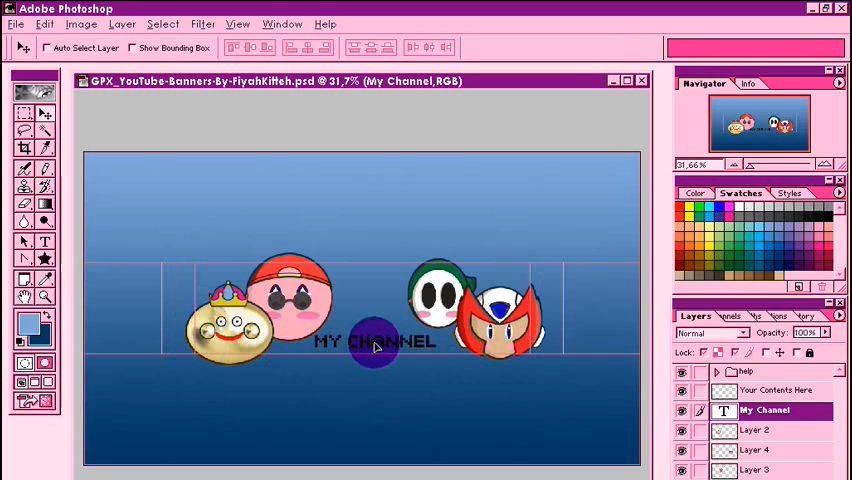 Adobe Photoshop
File Edit Image Layer Select Filter View Window Help
Auto Select Layer Show Bounding Box
GPX_YouTube-Banners-By-FiyahKitteh.psd @ 31,7% (My Channel,RGB)
Navigator Info
31,66%
Color Swatches Styles
MY CHANNEL
Layers ns tory
Normal Opacity: 100%
Lock:
help
Your Contents Here
T My Channel
Layer 2
Layer 4
Layer 3